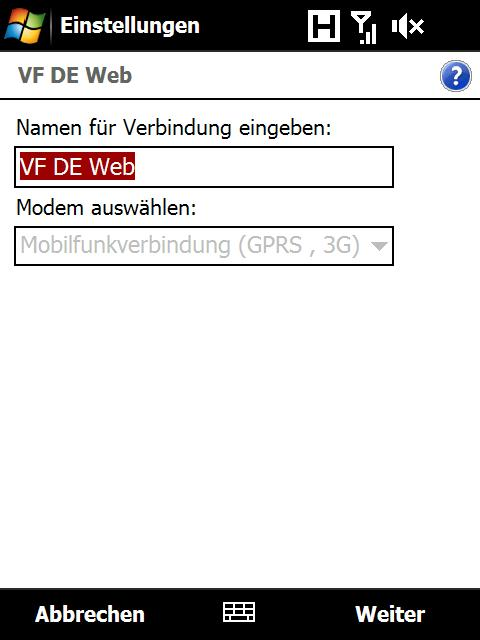 Einstellungen
H
VF DE Web
?
Namen für Verbindung eingeben:
VF DE Web
Modem auswählen:
Mobilfunkverbindung (GPRS , 3G)
Abbrechen
Weiter